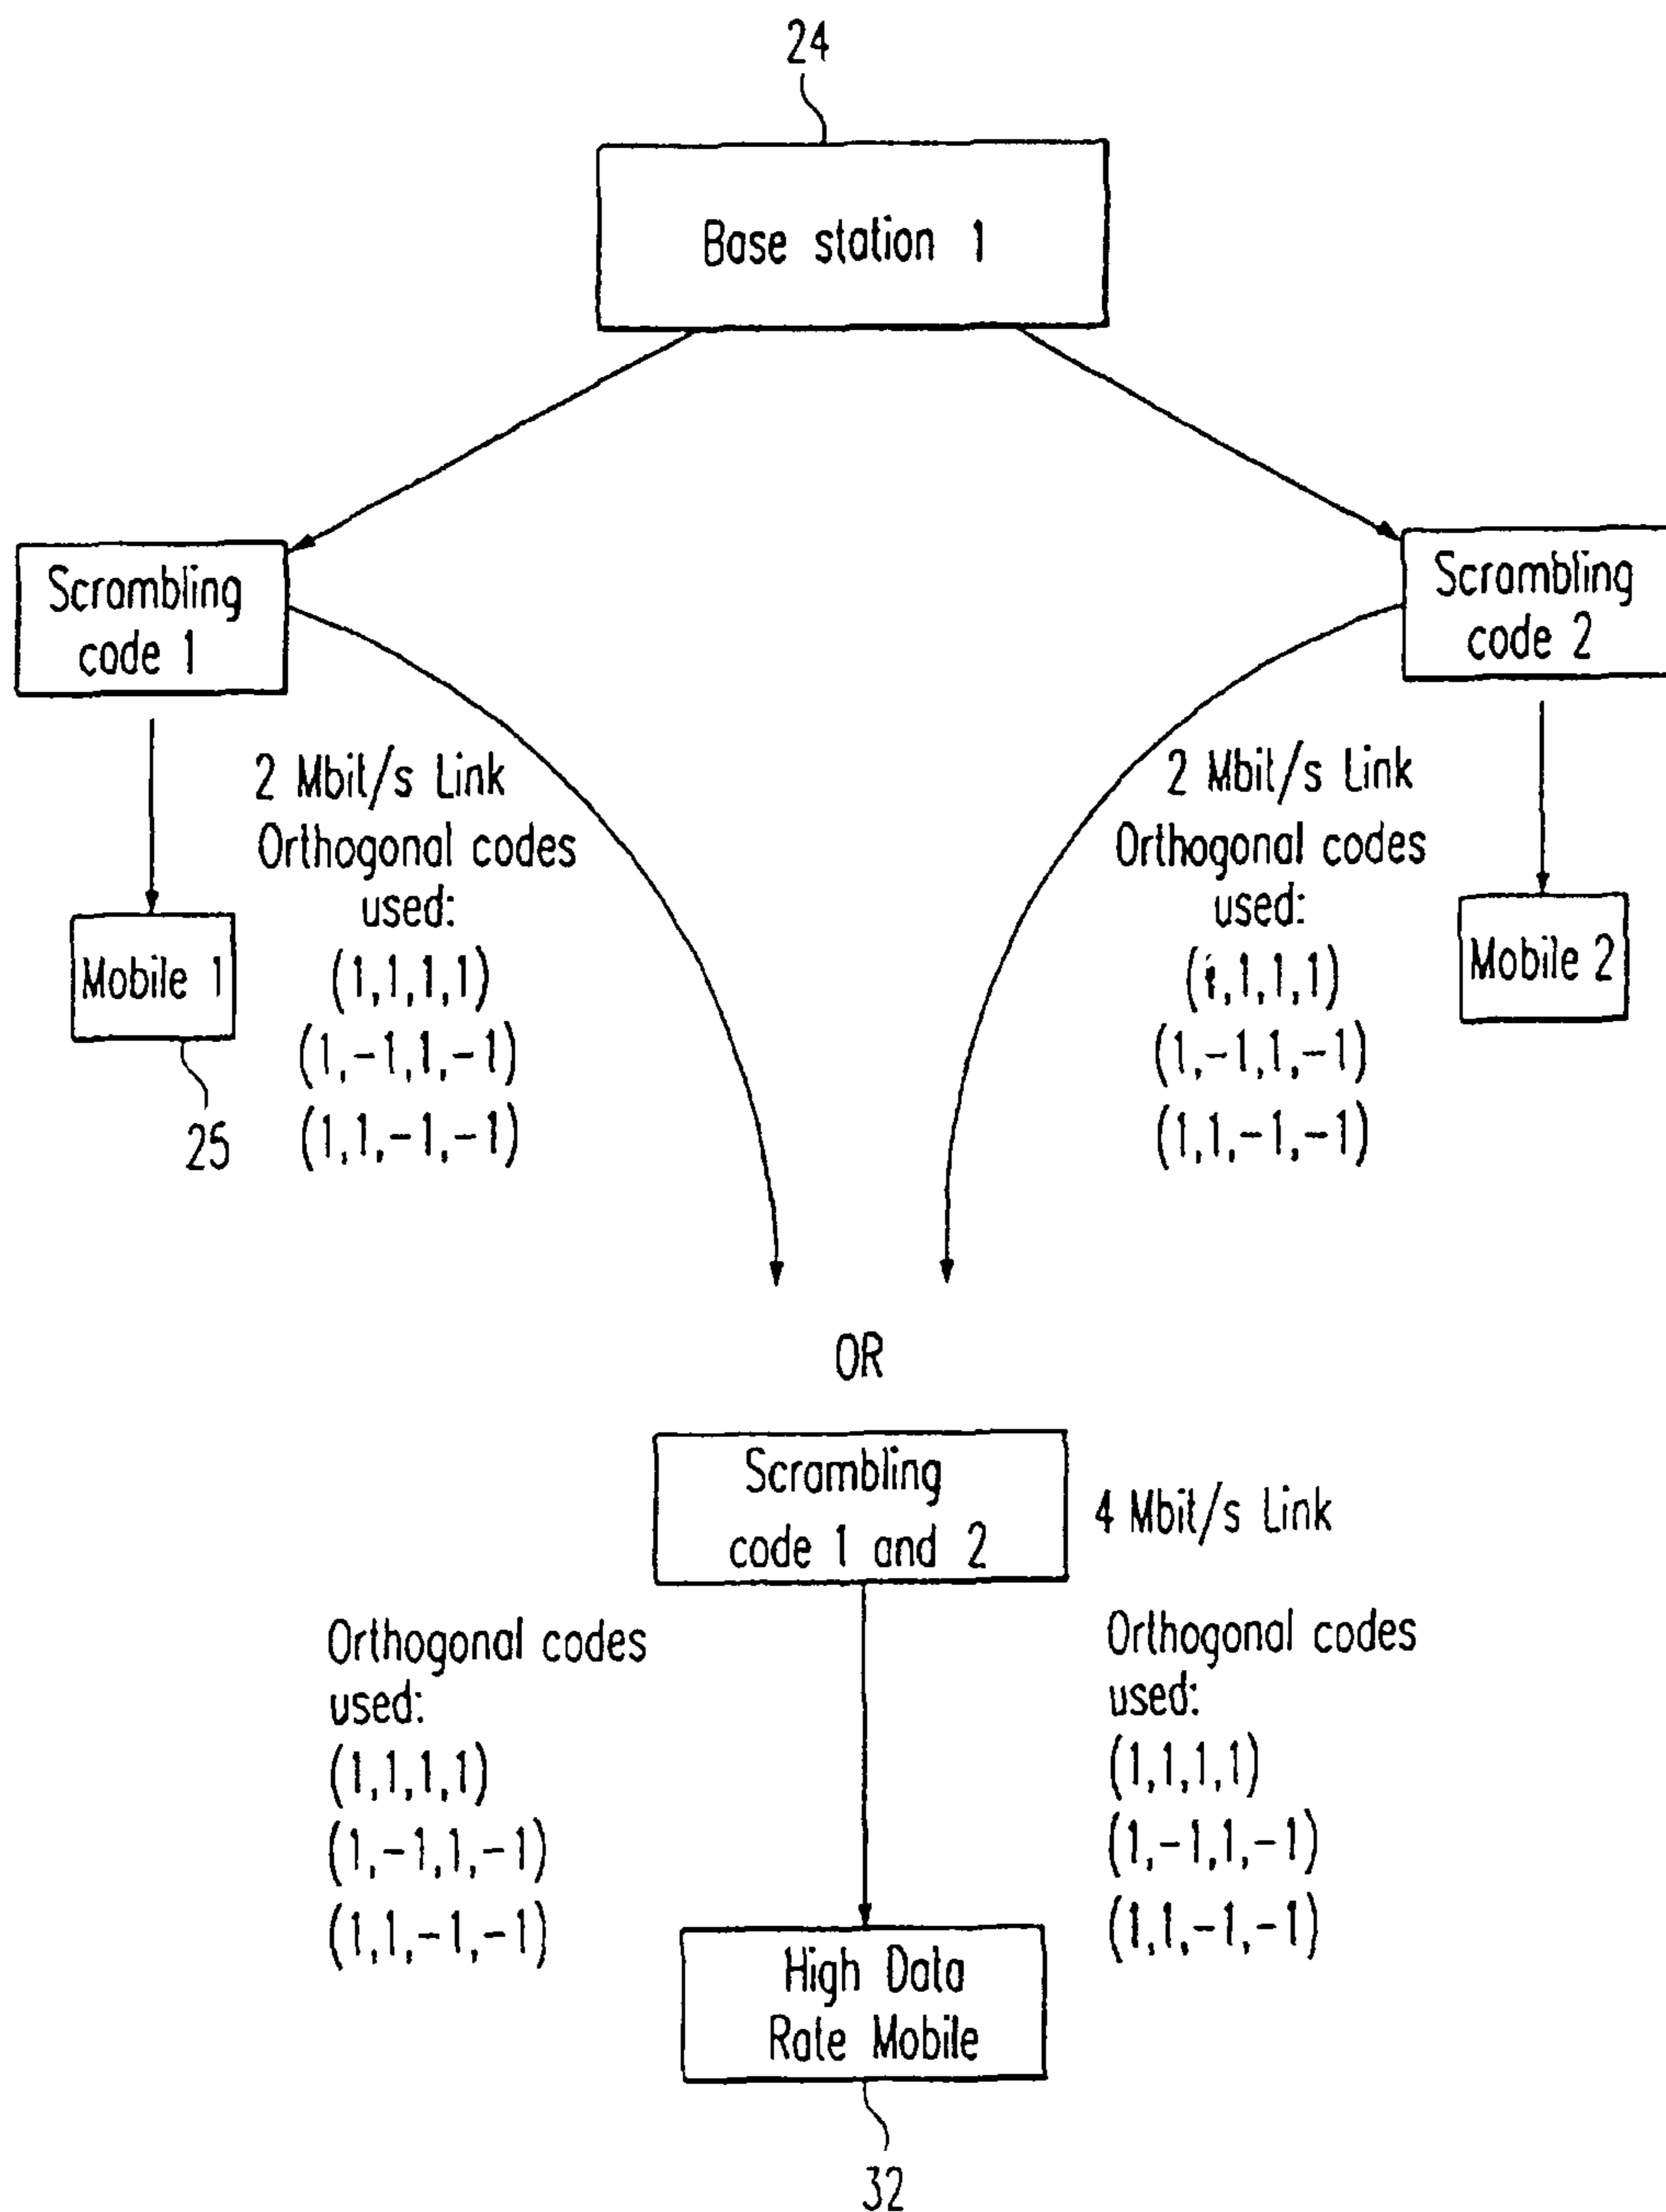 24
Base station 1
Scrambling
code 1
Scrambling
code 2
2 Mbit/s Link
Orthogonal codes
used:
(1,1,1,1)
(1,-1,1,-1)
(1,1,-1,-1)
2 Mbit/s Link
Orthogonal codes
used:
(1,1,1,1)
(1,-1,1,-1)
(1,1,-1,-1)
Mobile 1
25
Mobile 2
OR
Scrambling
code 1 and 2
4 Mbit/s Link
Orthogonal codes
used:
(1,1,1,1)
(1,-1,1,-1)
(1,1,-1,-1)
Orthogonal codes
used:
(1,1,1,1)
(1,-1,1,-1)
(1,1,-1,-1)
High Data
Rate Mobile
32